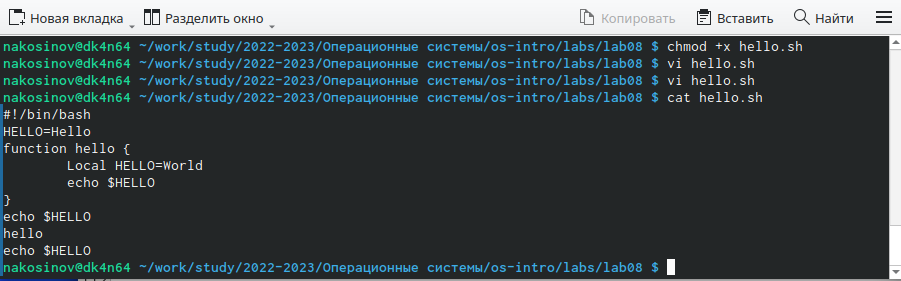 Новая вкладка Разделить окно Копировать Вставить Найти
nakosinov@dk4n64 ~/work/study/2022-2023/Операционные системы/os-intro/labs/lab08 $ chmod +x hello.sh
nakosinov@dk4n64 ~/work/study/2022-2023/Операционные системы/os-intro/labs/lab08 $ vi hello.sh
nakosinov@dk4n64 ~/work/study/2022-2023/Операционные системы/os-intro/labs/lab08 $ vi hello.sh
nakosinov@dk4n64 ~/work/study/2022-2023/Операционные системы/os-intro/labs/lab08 $ cat hello.sh
#!/bin/bash
HELLO=Hello
function hello {
        Local HELLO=World
        echo $HELLO
}
echo $HELLO
hello
echo $HELLO
nakosinov@dk4n64 ~/work/study/2022-2023/Операционные системы/os-intro/labs/lab08 $